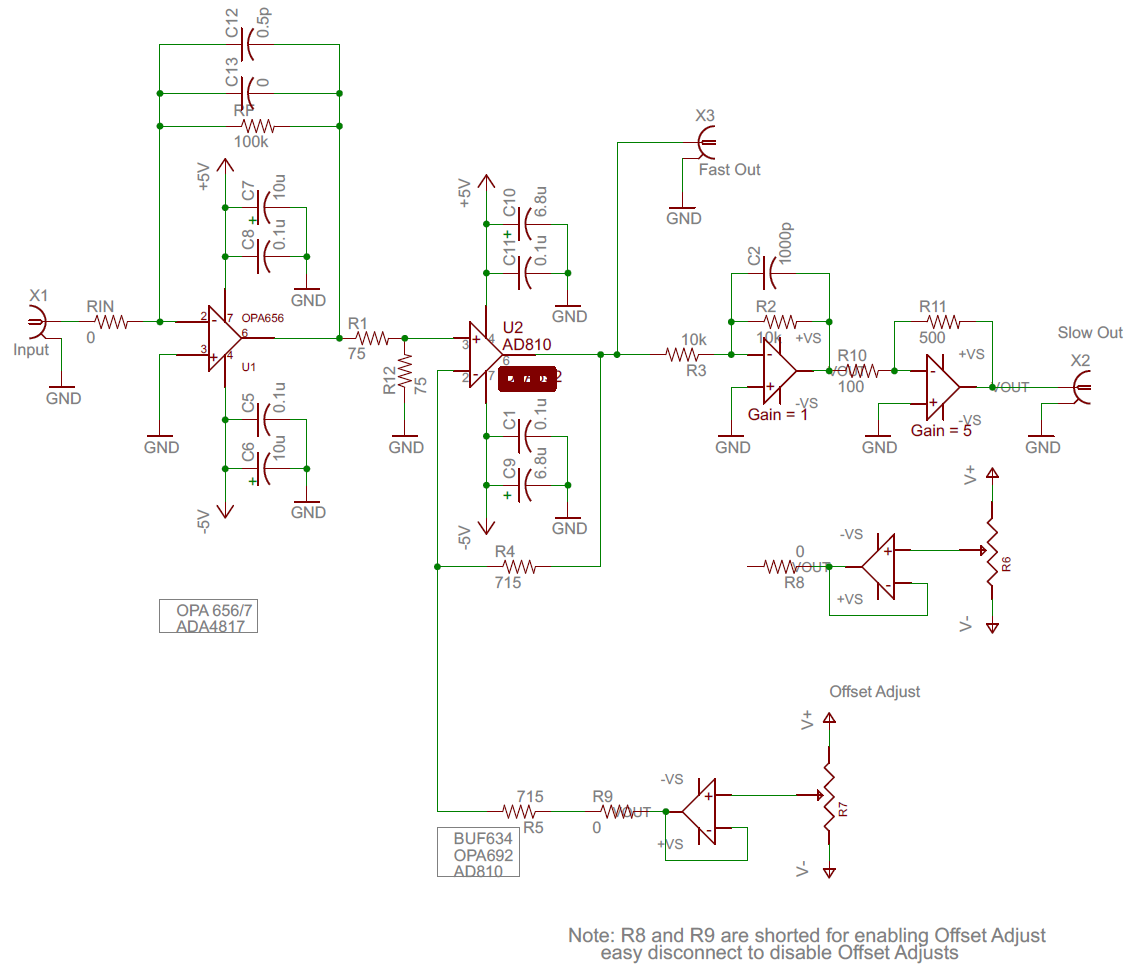 C12
0.5p
C13
0
RF
100k
+5V
C7
10u
+
C8
0.1u
GND
X1
Input
GND
RIN
0
2
-
7
OPA656
6
3
+
4
U1
GND
C5
0.1u
C6
10u
+
GND
-5V
R1
75
R12
75
GND
+5V
C10
6.8u
+
C11
0.1u
GND
3
+
4
U2
AD810
6
2
-
7
2
C1
0.1u
C9
6.8u
+
GND
-5V
R4
715
X3
Fast Out
GND
C2
1000p
R2
10k
10k
R3
-
+
+VS
-VS
Gain = 1
GND
VOUT
R10
100
R11
500
-
+
+VS
-VS
Gain = 5
GND
VOUT
Slow Out
X2
GND
V+
R6
V-
-VS
+
-
+VS
0
VOUT
R8
OPA 656/7
ADA4817
Offset Adjust
V+
R7
V-
-VS
+
-
+VS
715
R5
R9
VOUT
0
BUF634
OPA692
AD810
Note: R8 and R9 are shorted for enabling Offset Adjust
easy disconnect to disable Offset Adjusts